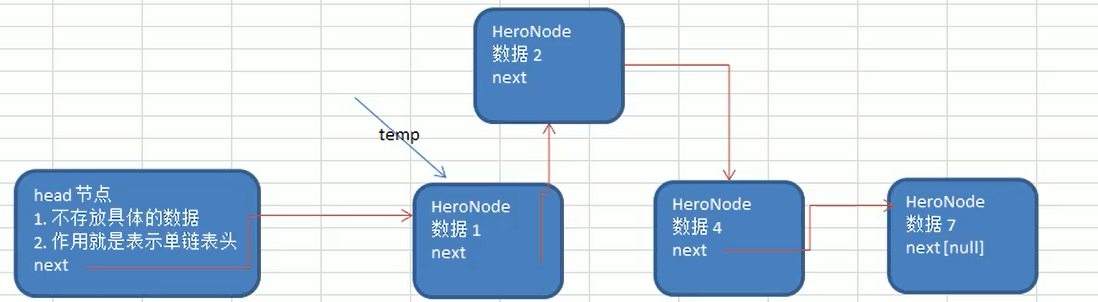 HeroNode
数据 2
next
temp
head 节点
1. 不存放具体的数据
2. 作用就是表示单链表头
next
HeroNode
数据 1
next
HeroNode
数据 4
next
HeroNode
数据 7
next [null]